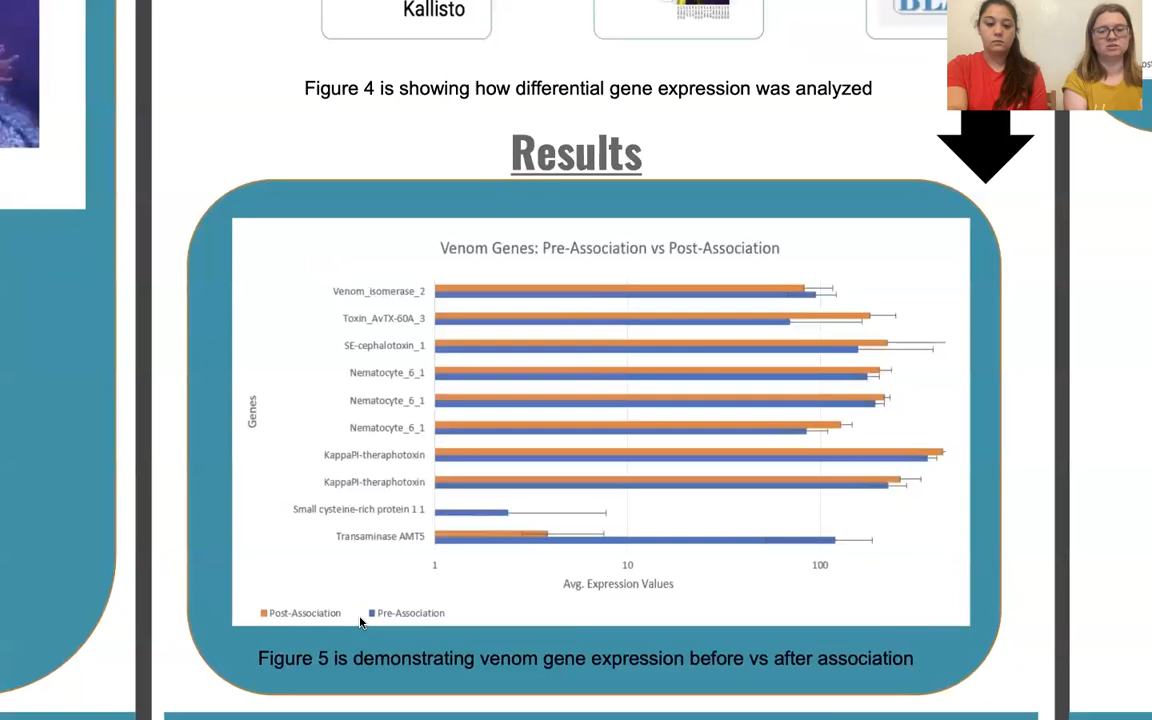 Kallisto
Figure 4 is showing how differential gene expression was analyzed
Results
Venom Genes: Pre-Association vs Post-Association
Genes
Venom_isomerase_2
Toxin_AvTX-60A_3
SE-cephalotoxin_1
Nematocyte_6_1
Nematocyte_6_1
Nematocyte_6_1
KappaPI-theraphotoxin
KappaPI-theraphotoxin
Small cysteine-rich protein 1 1
Transaminase AMT5
1 10 100
Avg. Expression Values
Post-Association Pre-Association
Figure 5 is demonstrating venom gene expression before vs after association